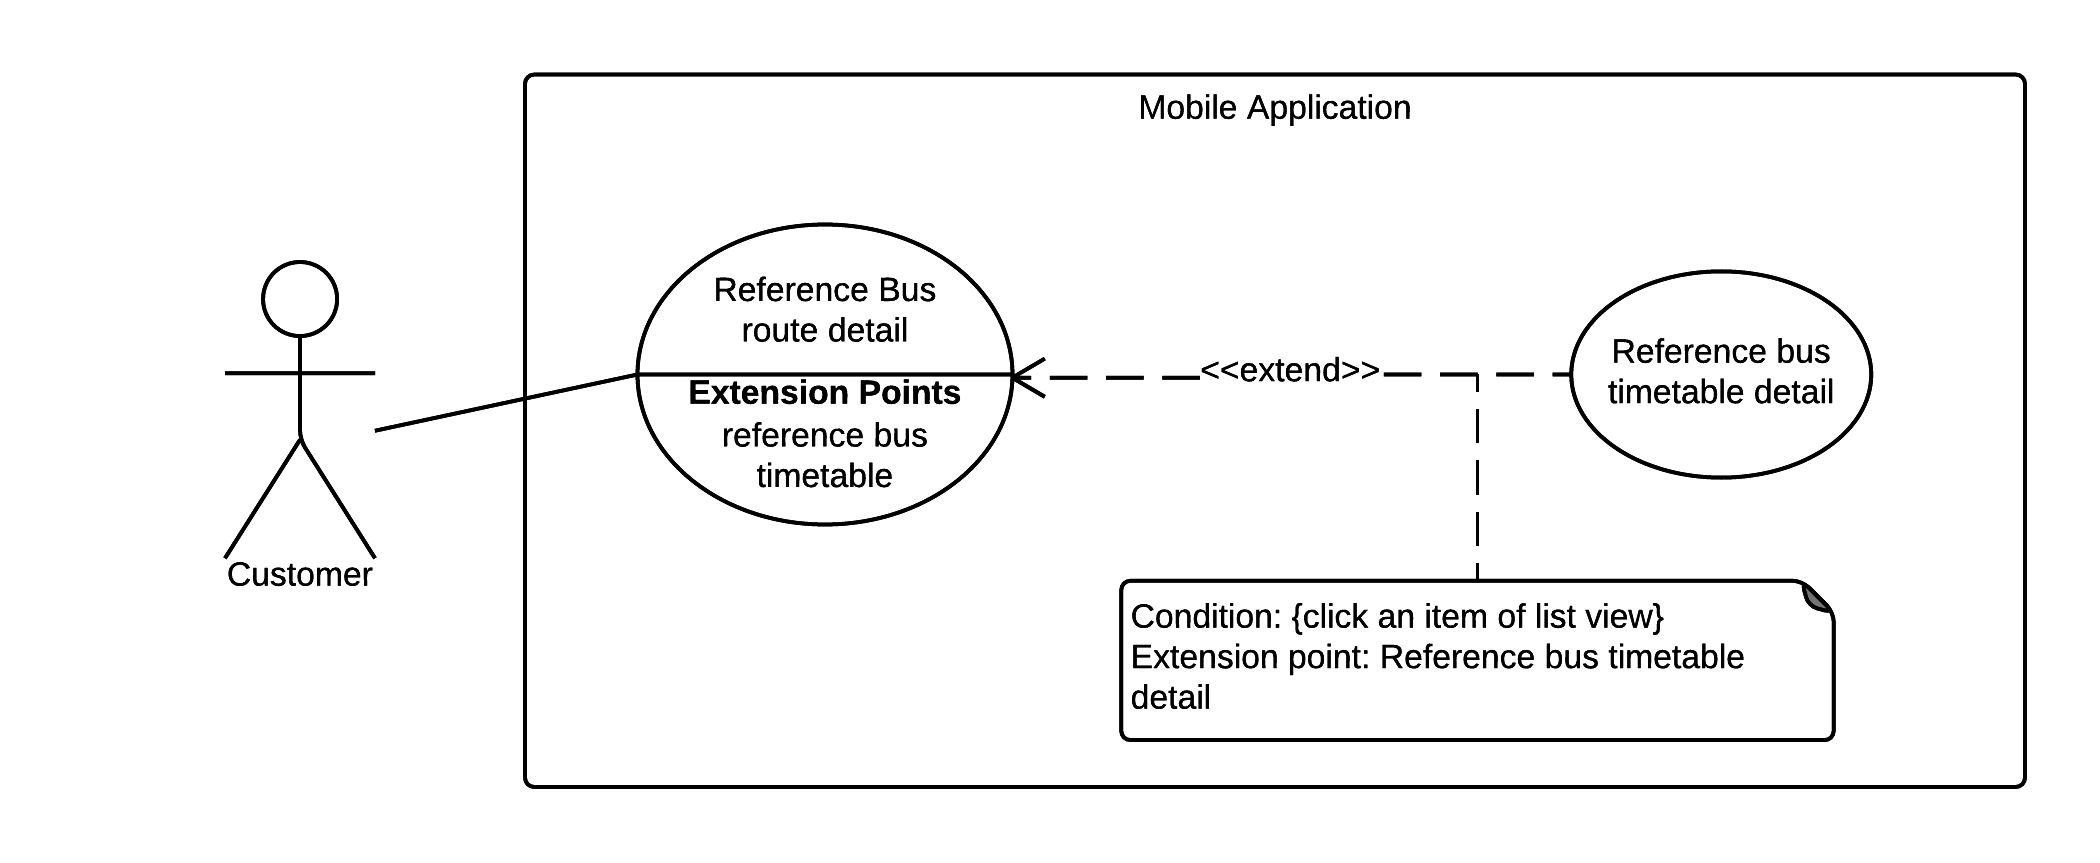 Mobile Application
Reference Bus
route detail
Extension Points
reference bus
timetable
<<extend>>
Reference bus
timetable detail
Customer
Condition: {click an item of list view}
Extension point: Reference bus timetable
detail